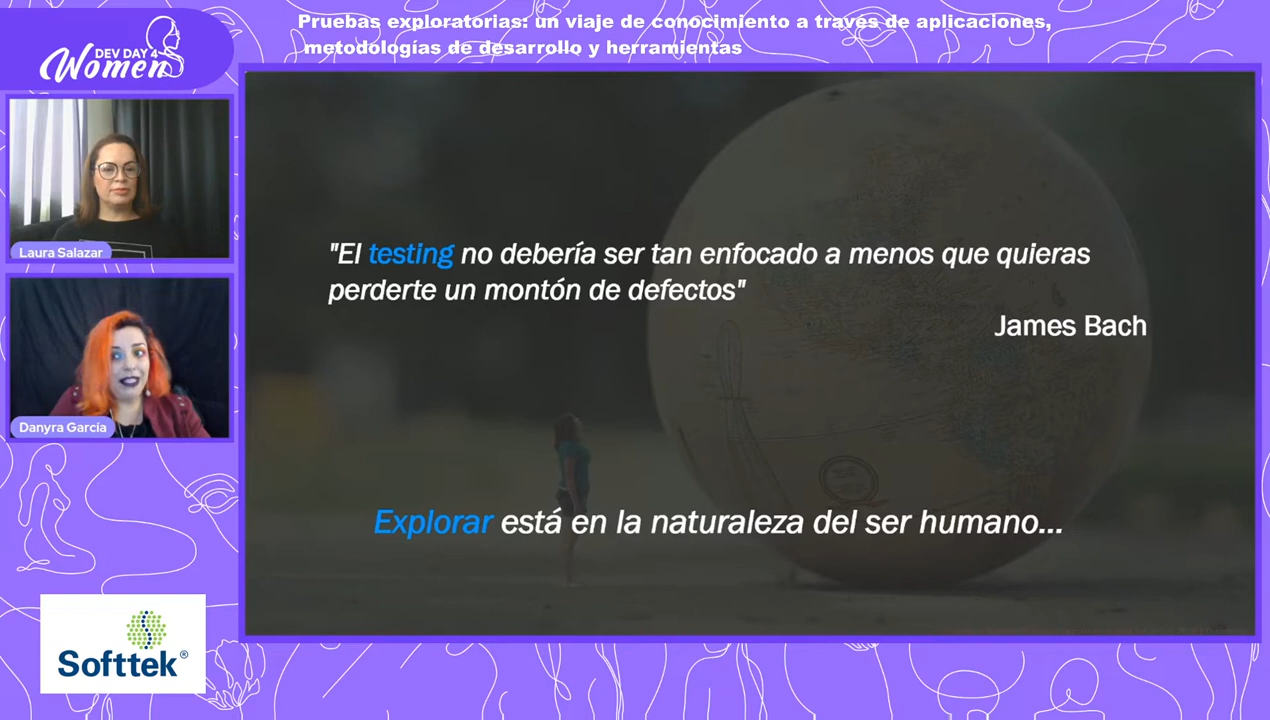 Pruebas exploratorias: un viaje de conocimiento a través de aplicaciones,
metodologías de desarrollo y herramientas
DEV DAY 4
Women
Laura Salazar
Danyra García
"El testing no debería ser tan enfocado a menos que quieras
perderte un montón de defectos"
James Bach
Explorar está en la naturaleza del ser humano...
Softtek®